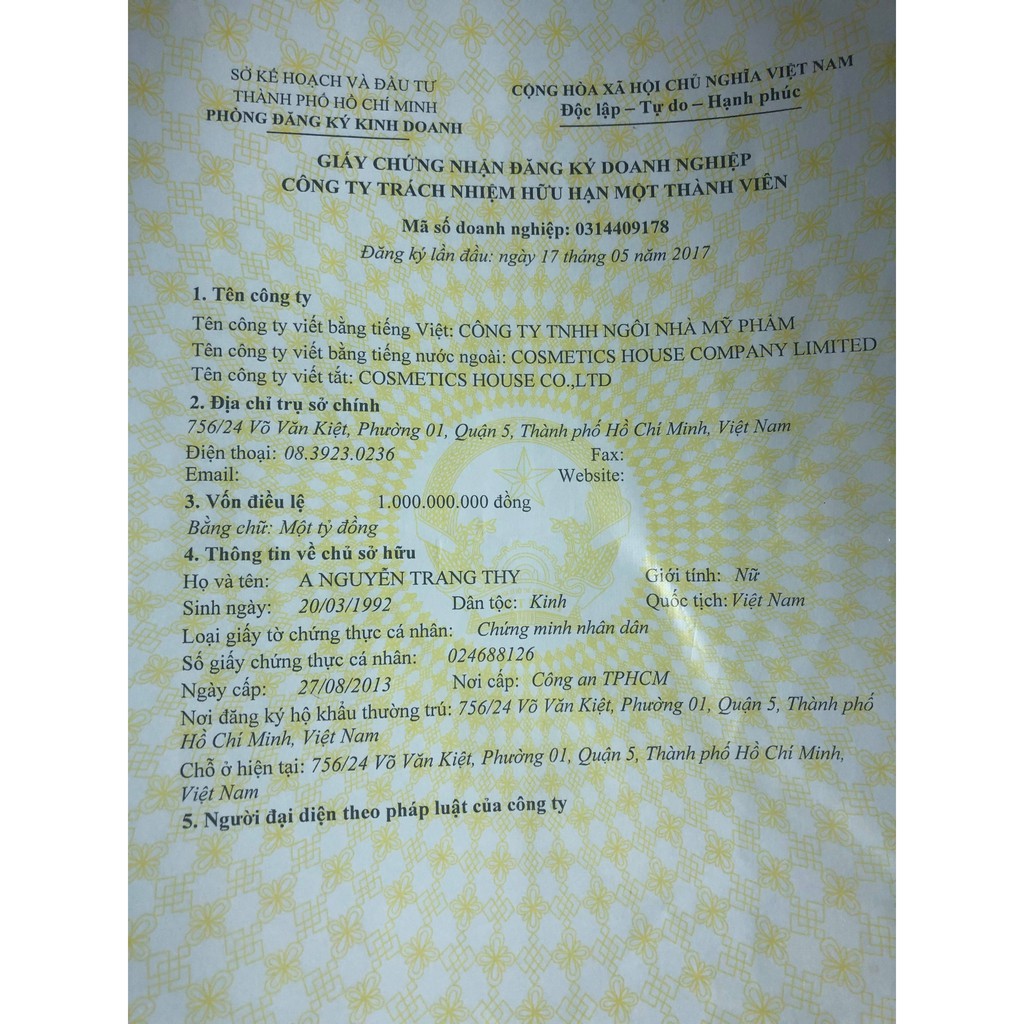 SỞ KẾ HOẠCH VÀ ĐẦU TƯ
THÀNH PHỐ HỒ CHÍ MINH
PHÒNG ĐĂNG KÝ KINH DOANH
CỘNG HÒA XÃ HỘI CHỦ NGHĨA VIỆT NAM
Độc lập – Tự do – Hạnh phúc
GIẤY CHỨNG NHẬN ĐĂNG KÝ DOANH NGHIỆP
CÔNG TY TRÁCH NHIỆM HỮU HẠN MỘT THÀNH VIÊN
Mã số doanh nghiệp: 0314409178
Đăng ký lần đầu: ngày 17 tháng 05 năm 2017
1. Tên công ty
Tên công ty viết bằng tiếng Việt: CÔNG TY TNHH NGÔI NHÀ MỸ PHẨM
Tên công ty viết bằng tiếng nước ngoài: COSMETICS HOUSE COMPANY LIMITED
Tên công ty viết tắt: COSMETICS HOUSE CO.,LTD
2. Địa chỉ trụ sở chính
756/24 Võ Văn Kiệt, Phường 01, Quận 5, Thành phố Hồ Chí Minh, Việt Nam
Điện thoại: 08.3923.0236 Fax:
Email: Website:
3. Vốn điều lệ 1.000.000.000 đồng
Bằng chữ: Một tỷ đồng
4. Thông tin về chủ sở hữu
Họ và tên: A NGUYỄN TRANG THY Giới tính: Nữ
Sinh ngày: 20/03/1992 Dân tộc: Kinh Quốc tịch: Việt Nam
Loại giấy tờ chứng thực cá nhân: Chứng minh nhân dân
Số giấy chứng thực cá nhân: 024688126
Ngày cấp: 27/08/2013 Nơi cấp: Công an TPHCM
Nơi đăng ký hộ khẩu thường trú: 756/24 Võ Văn Kiệt, Phường 01, Quận 5, Thành phố
Hồ Chí Minh, Việt Nam
Chỗ ở hiện tại: 756/24 Võ Văn Kiệt, Phường 01, Quận 5, Thành phố Hồ Chí Minh,
Việt Nam
5. Người đại diện theo pháp luật của công ty